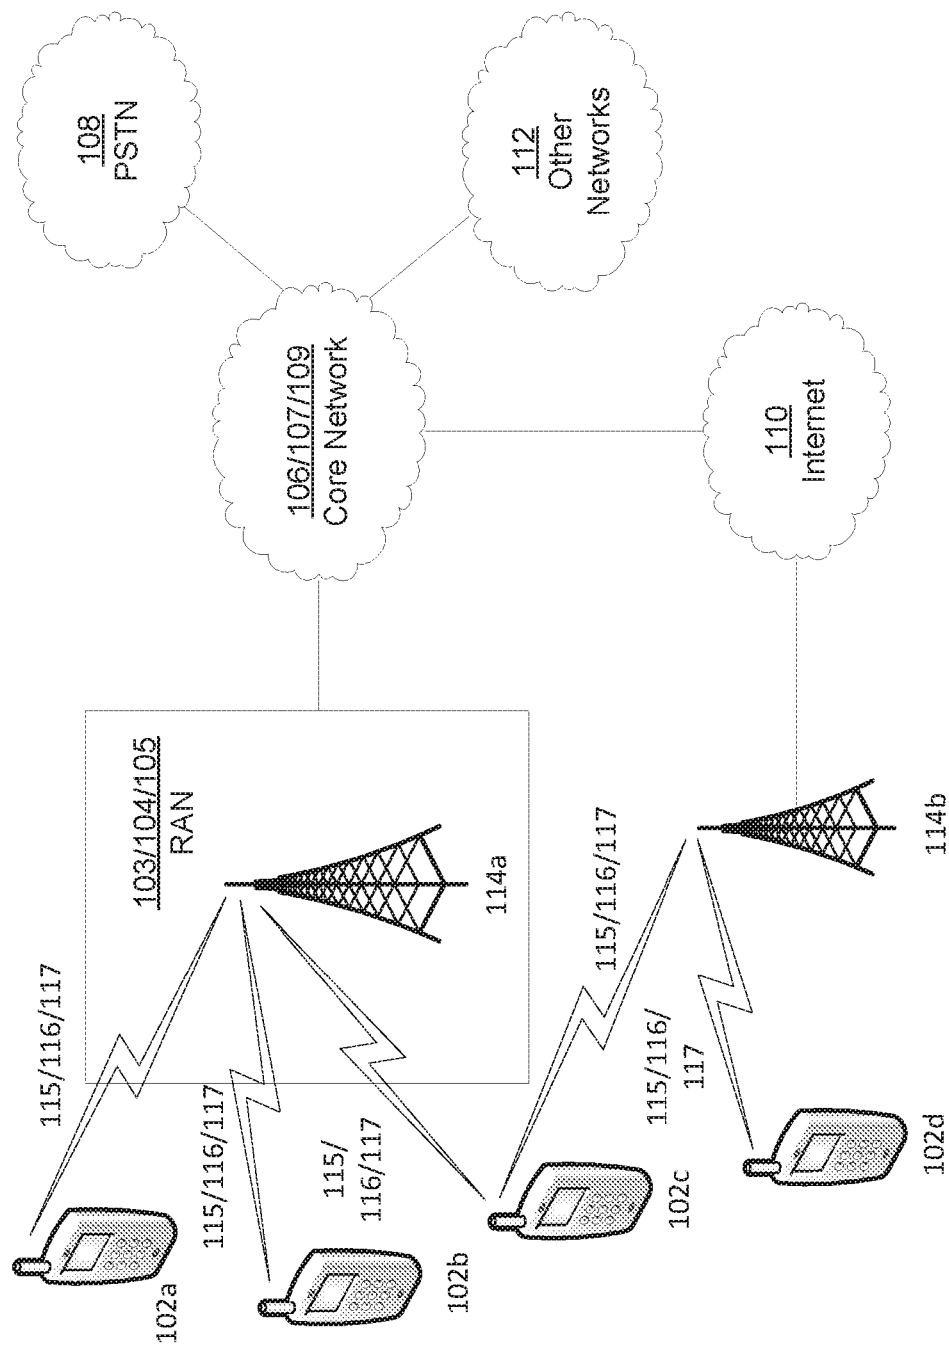 108
PSTN
106/107/109
Core Network
112
Other
Networks
110
Internet
103/104/105
RAN
114a
114b
115/116/117
115/116/117
115/
116/117
115/116/117
115/116/
117
102a
102b
102c
102d